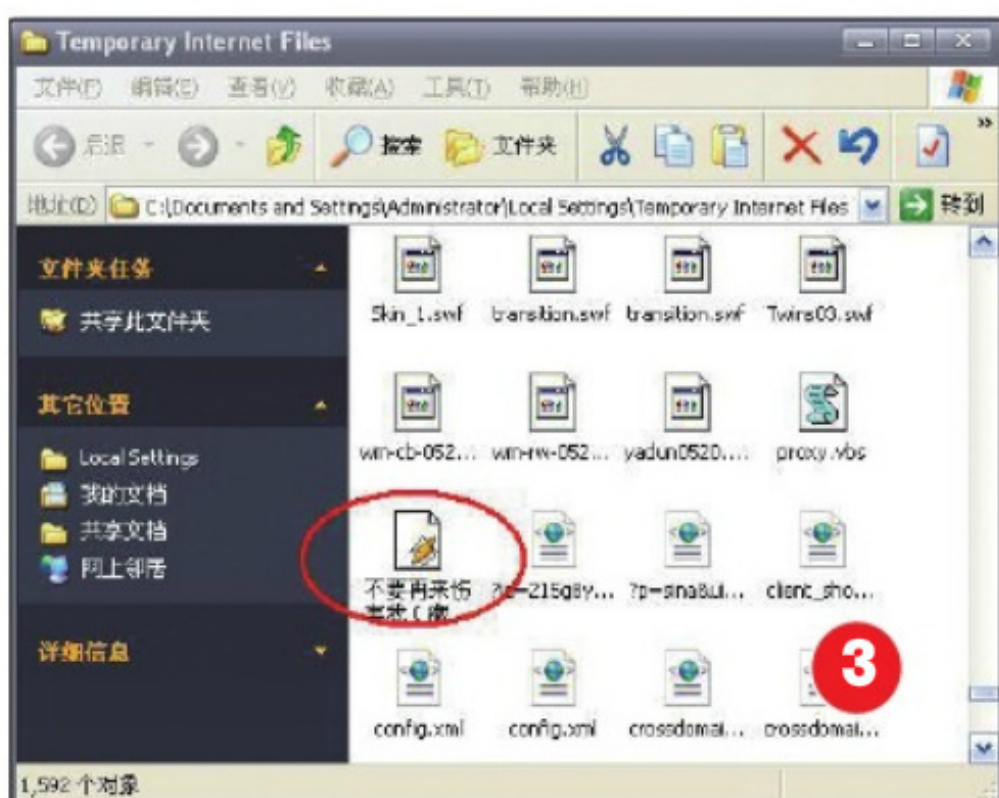 Temporary Internet Files
文件(F) 编辑(E) 查看(V) 收藏(A) 工具(T) 帮助(H)
后退 搜索 文件夹 »
地址(D) C:\Documents and Settings\Administrator\Local Settings\Temporary Internet Files 转到
文件夹任务
共享此文件夹
其它位置
Local Settings
我的文档
共享文档
网上邻居
详细信息
Skin_1.swf transition.swf transition.swf Twins03.swf
wm-cb-052... wm-rw-052... yadun0520.... proxy.vbs
不要再来伤 ?p=sina&ui... client_sho...
config.xml config.xml crossdomai... crossdomai...
3
1,592 个对象